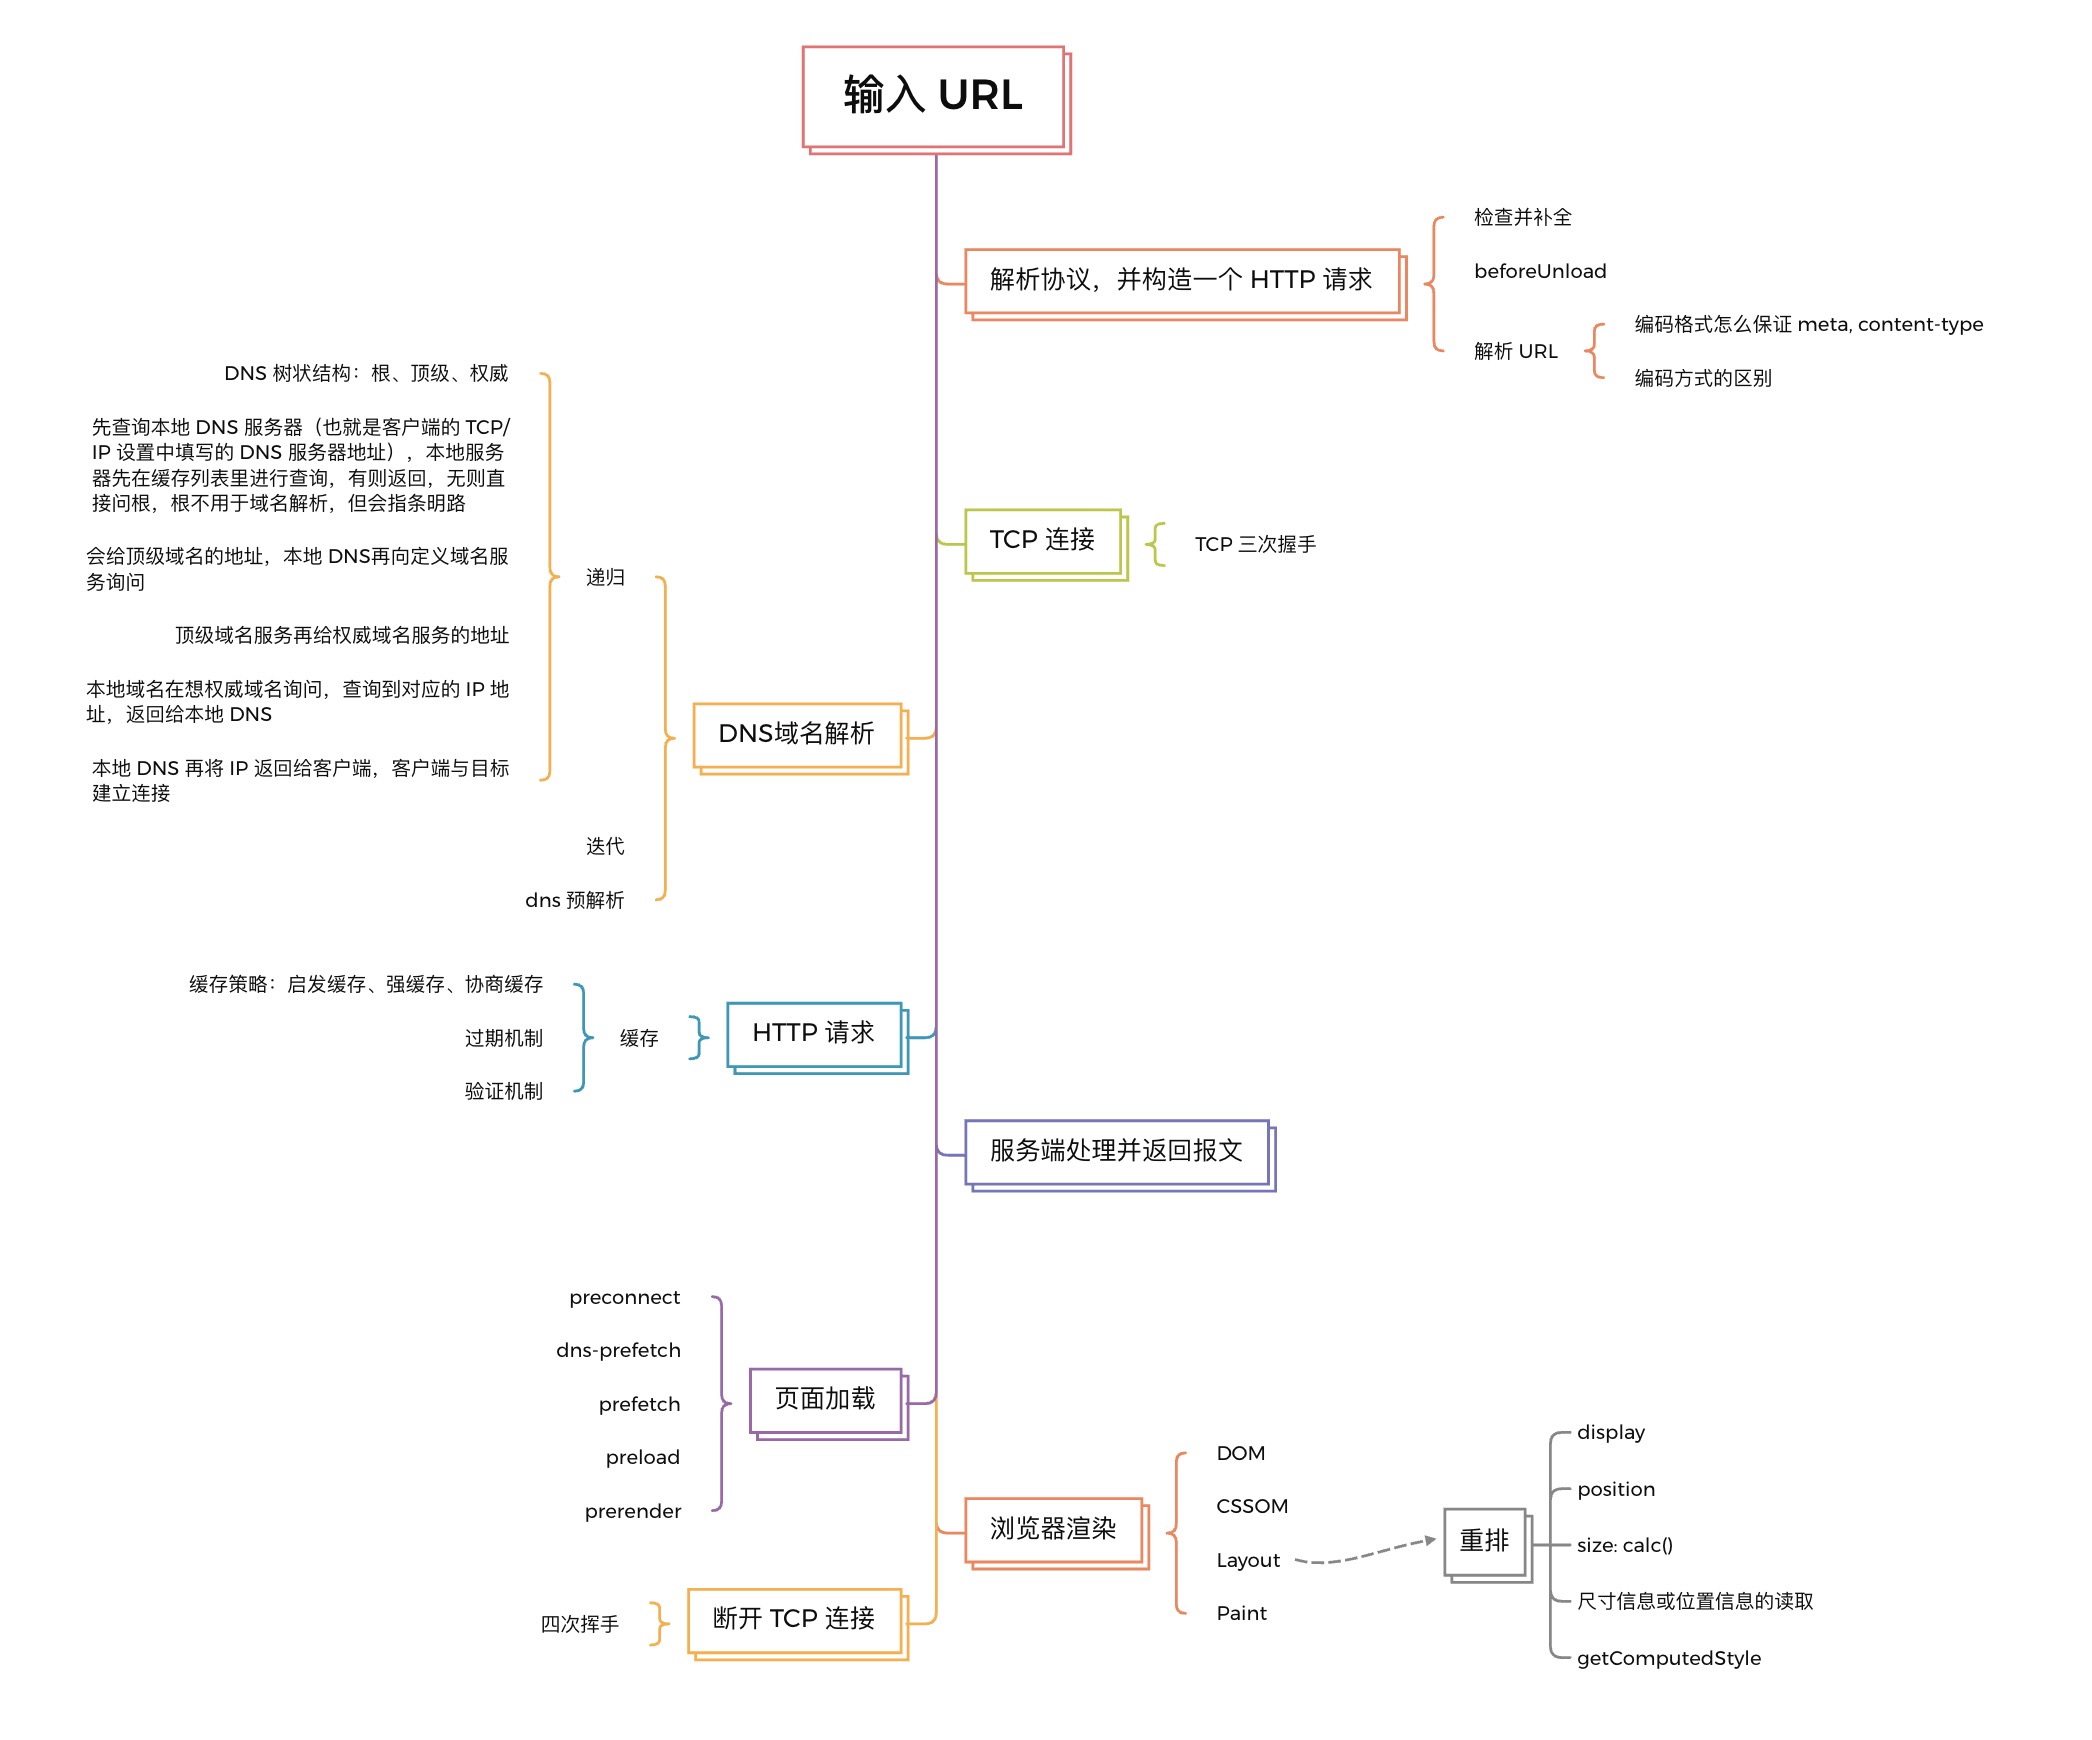 输入 URL
解析协议，并构造一个 HTTP 请求
检查并补全
beforeUnload
解析 URL
编码格式怎么保证 meta, content-type
编码方式的区别
TCP 连接
TCP 三次握手
DNS域名解析
递归
DNS 树状结构：根、顶级、权威
先查询本地 DNS 服务器（也就是客户端的 TCP/
IP 设置中填写的 DNS 服务器地址），本地服务
器先在缓存列表里进行查询，有则返回，无则直
接问根，根不用于域名解析，但会指条明路
会给顶级域名的地址，本地 DNS再向定义域名服
务询问
顶级域名服务再给权威域名服务的地址
本地域名在想权威域名询问，查询到对应的 IP 地
址，返回给本地 DNS
本地 DNS 再将 IP 返回给客户端，客户端与目标
建立连接
迭代
dns 预解析
HTTP 请求
缓存
缓存策略：启发缓存、强缓存、协商缓存
过期机制
验证机制
服务端处理并返回报文
页面加载
preconnect
dns-prefetch
prefetch
preload
prerender
浏览器渲染
DOM
CSSOM
Layout
Paint
重排
display
position
size: calc()
尺寸信息或位置信息的读取
getComputedStyle
断开 TCP 连接
四次挥手